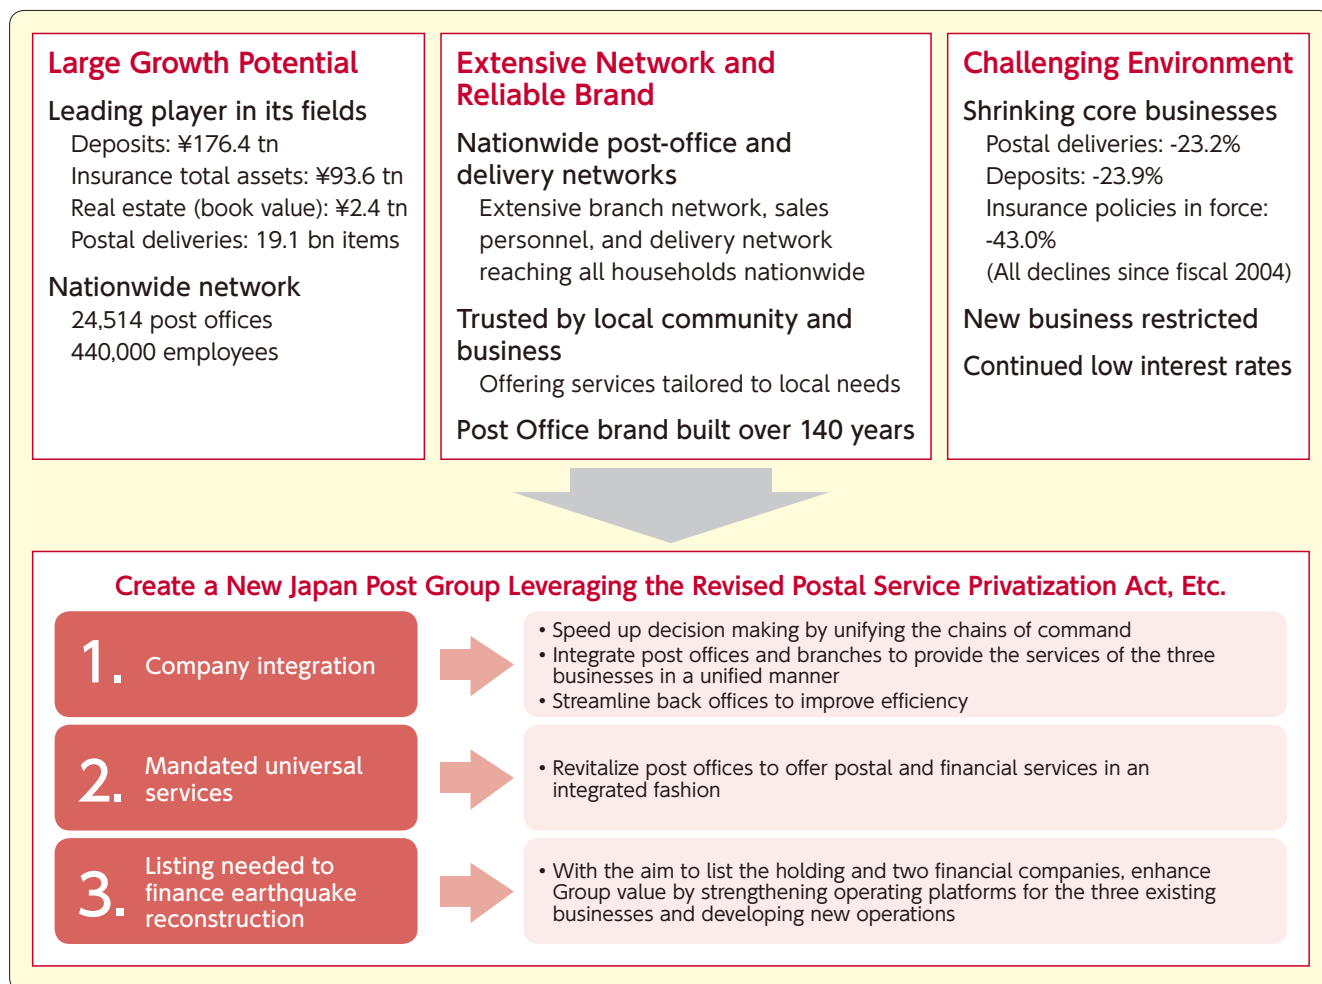 Large Growth Potential
Leading player in its fields
Deposits: ¥176.4 tn
Insurance total assets: ¥93.6 tn
Real estate (book value): ¥2.4 tn
Postal deliveries: 19.1 bn items
Nationwide network
24,514 post offices
440,000 employees
Extensive Network and
Reliable Brand
Nationwide post-office and
delivery networks
Extensive branch network, sales
personnel, and delivery network
reaching all households nationwide
Trusted by local community and
business
Offering services tailored to local needs
Post Office brand built over 140 years
Challenging Environment
Shrinking core businesses
Postal deliveries: -23.2%
Deposits: -23.9%
Insurance policies in force:
-43.0%
(All declines since fiscal 2004)
New business restricted
Continued low interest rates
Create a New Japan Post Group Leveraging the Revised Postal Service Privatization Act, Etc.
1. Company integration
• Speed up decision making by unifying the chains of command
• Integrate post offices and branches to provide the services of the three
businesses in a unified manner
• Streamline back offices to improve efficiency
2. Mandated universal
services
• Revitalize post offices to offer postal and financial services in an
integrated fashion
3. Listing needed to
finance earthquake
reconstruction
• With the aim to list the holding and two financial companies, enhance
Group value by strengthening operating platforms for the three existing
businesses and developing new operations